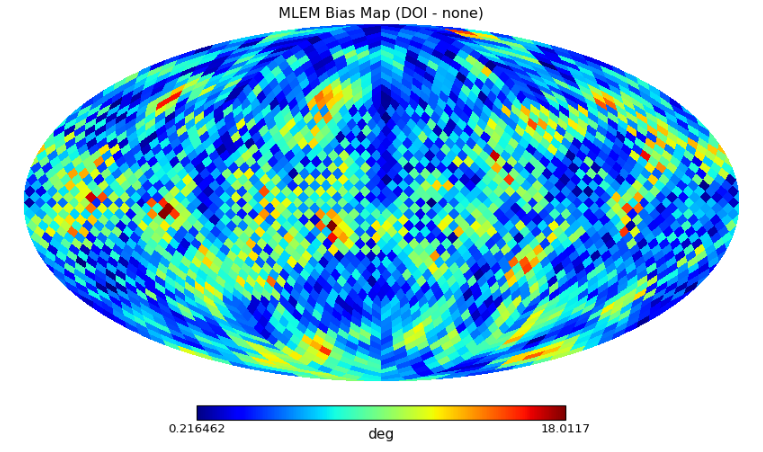 MLEM Bias Map (DOI - none)
0.216462
18.0117
deg